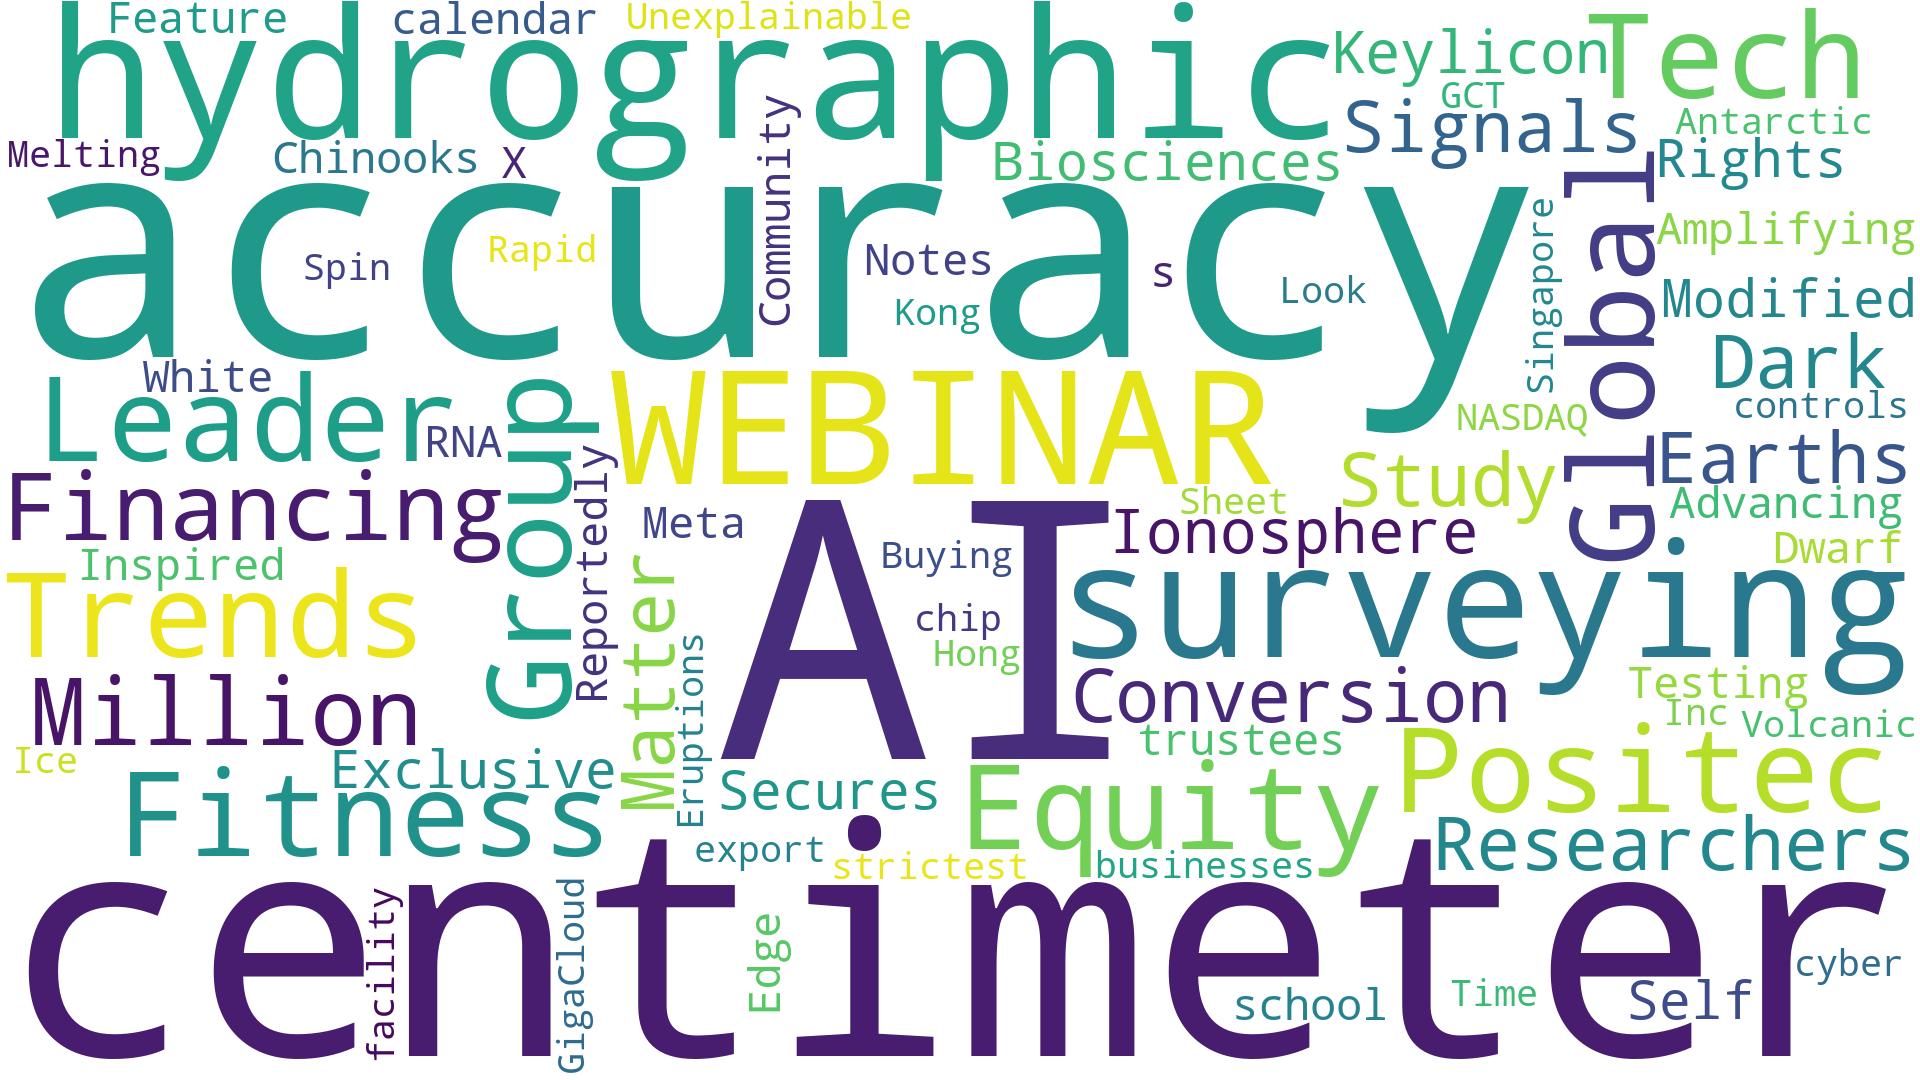 Feature
calendar
Unexplainable
hydrographic
Keylicon
Tech
GCT
Signals
Antarctic
Melting
Chinooks
X
Community
Biosciences
Rights
accuracy
Global
Spin
Rapid
Notes
s
Look
Kong
Singapore
Amplifying
Modified
White
Leader
RNA
Group
WEBINAR
NASDAQ
Dark
controls
Financing
Reportedly
Meta
Study
Earths
Sheet
Advancing
AI
Ionosphere
Buying
Dwarf
Inspired
Trends
Matter
chip
Hong
surveying
Million
Eruptions
Conversion
Testing
Inc
Volcanic
trustees
Ice
Exclusive
Fitness
Secures
Equity
Positec
export
strictest
businesses
Researchers
centimeter
facility
GigaCloud
Edge
school
Time
Self
cyber